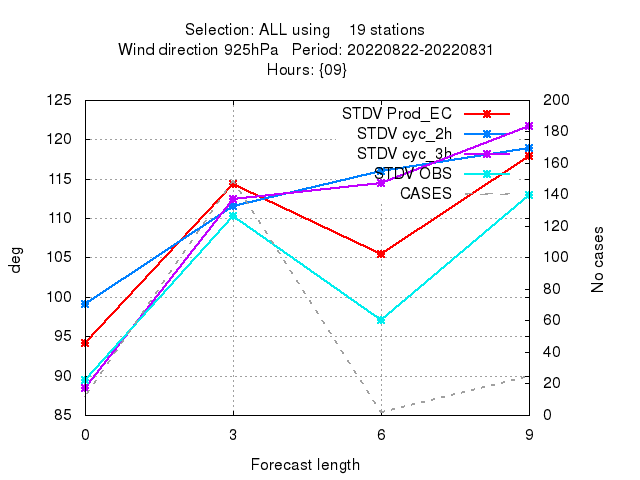 Selection: ALL using 19 stations
Wind direction 925hPa Period: 20220822-20220831
Hours: {09}
125
120
115
110
105
100
95
90
85
deg
STDV Prod_EC
STDV cyc_2h
STDV cyc_3h
STDV OBS
CASES
200
180
160
140
120
100
80
60
40
20
0
No cases
0 3 6 9
Forecast length